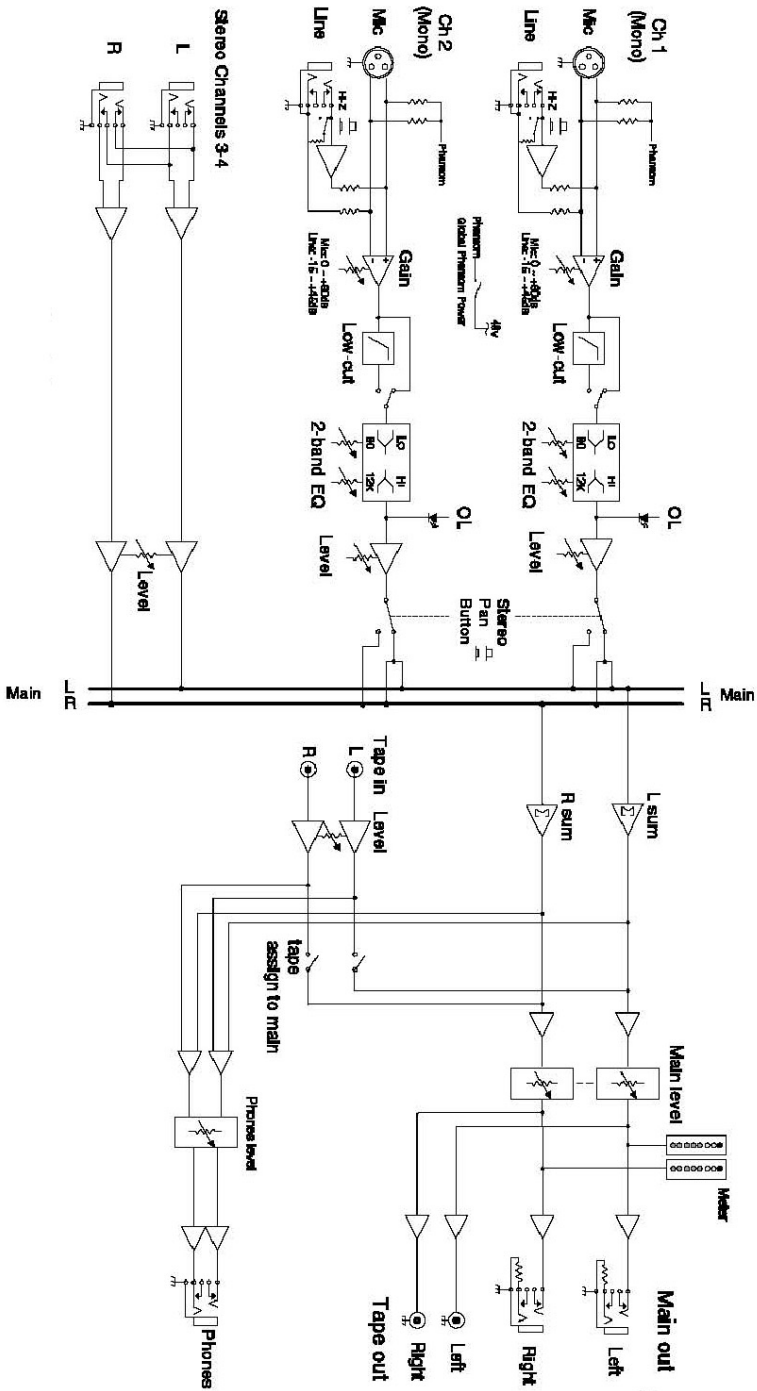 Ch 1
(Mono)
Mic
Line
HI-Z
Phantom
Gain
Mic: 0 ~ +60dB
Line: -15 ~ +45dB
Low-cut
LO
80
HI
12K
2-band EQ
OL
Level
Phantom
Global Phantom Power
48v
Ch 2
(Mono)
Mic
Line
HI-Z
Phantom
Gain
Mic: 0 ~ +60dB
Line: -15 ~ +45dB
Low-cut
LO
80
HI
12K
2-band EQ
OL
Level
Stereo
Pan
Button
Stereo Channels 3-4
L
R
Level
Main
L
R
L
R
Main
L sum
R sum
Tape in
L
R
Level
tape
assign to main
Main level
Meter
Phones level
Phones
Main out
Left
Right
Tape out
Left
Right